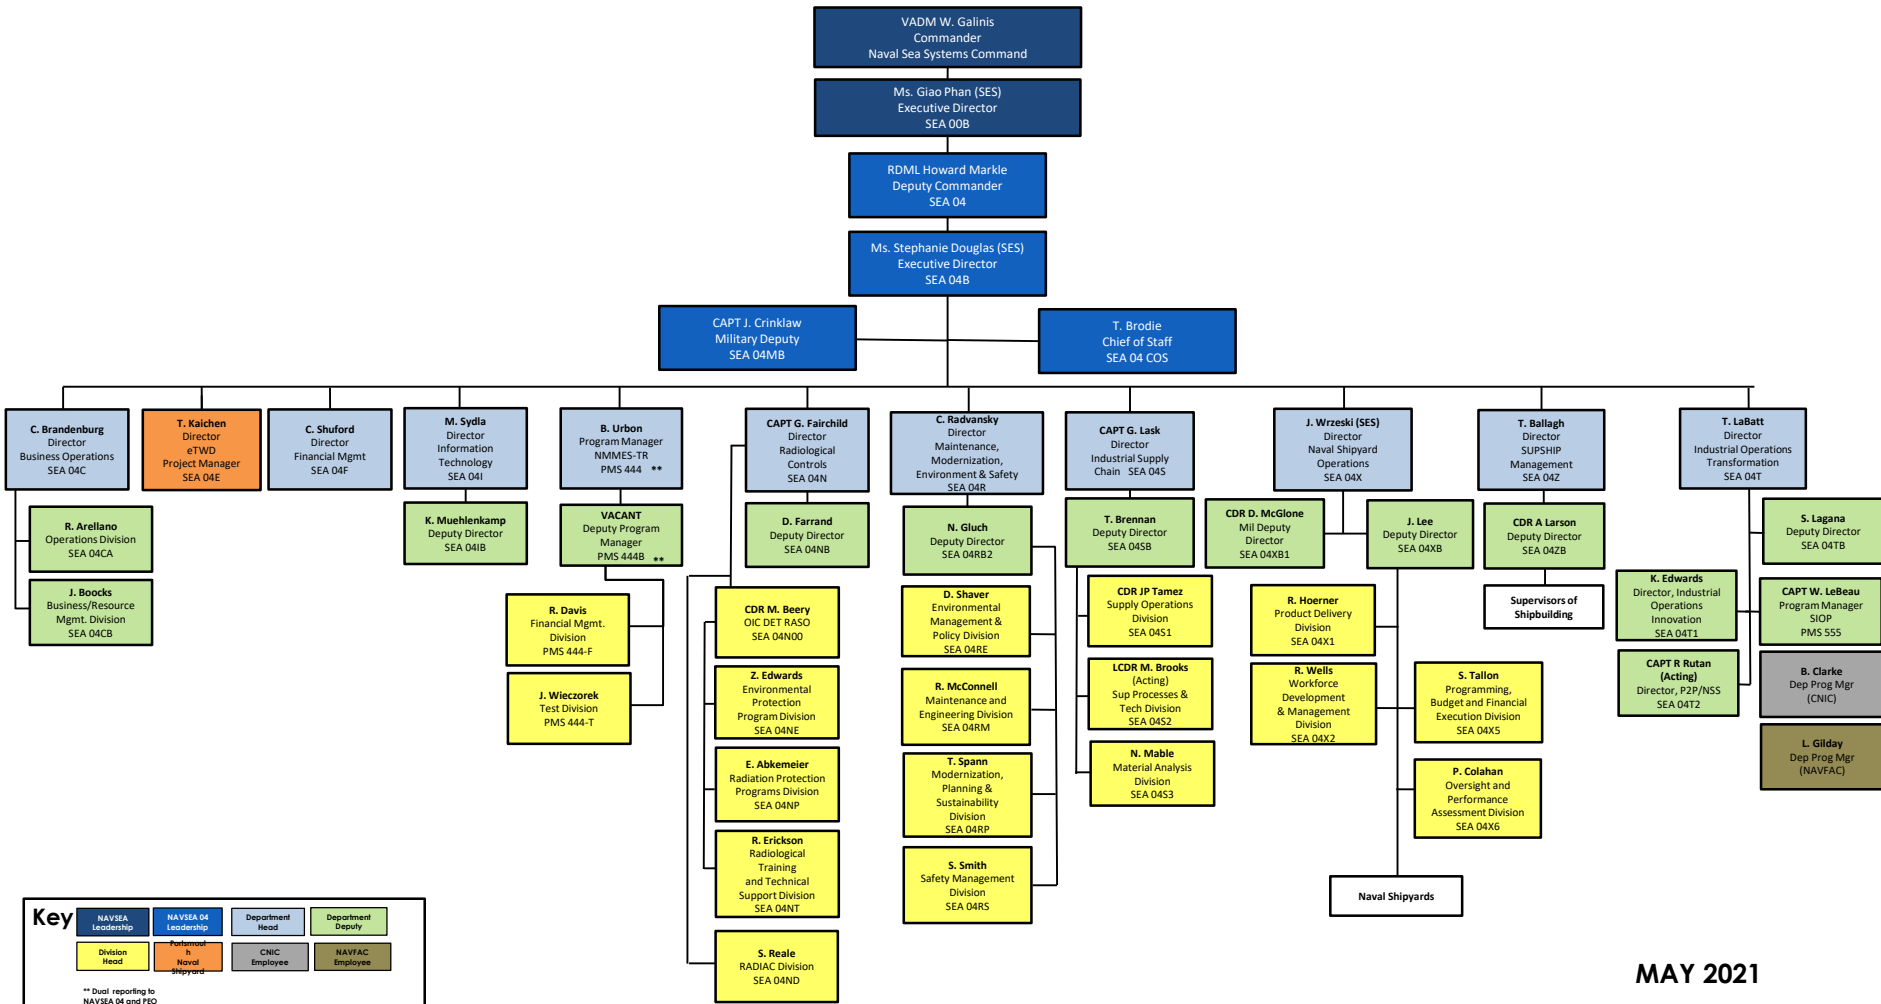 VADM W. Galinis
Commander
Naval Sea Systems Command
Ms. Giao Phan (SES)
Executive Director
SEA 00B
RDML Howard Markle
Deputy Commander
SEA 04
Ms. Stephanie Douglas (SES)
Executive Director
SEA 04B
CAPT J. Crinklaw
Military Deputy
SEA 04MB
T. Brodie
Chief of Staff
SEA 04 COS
C. Brandenburg
Director
Business Operations
SEA 04C
T. Kaichen
Director
eTWD
Project Manager
SEA 04E
C. Shuford
Director
Financial Mgmt
SEA 04F
M. Sydla
Director
Information
Technology
SEA 04I
B. Urbon
Program Manager
NMMES-TR
PMS 444 **
CAPT G. Fairchild
Director
Radiological
Controls
SEA 04N
C. Radvansky
Director
Maintenance,
Modernization,
Environment & Safety
SEA 04R
CAPT G. Lask
Director
Industrial Supply
Chain SEA 04S
J. Wrzeski (SES)
Director
Naval Shipyard
Operations
SEA 04X
T. Ballagh
Director
SUPSHIP
Management
SEA 04Z
T. LaBatt
Director
Industrial Operations
Transformation
SEA 04T
R. Arellano
Operations Division
SEA 04CA
J. Boocks
Business/Resource
Mgmt. Division
SEA 04CB
K. Muehlenkamp
Deputy Director
SEA 04IB
VACANT
Deputy Program
Manager
PMS 444B **
R. Davis
Financial Mgmt.
Division
PMS 444-F
J. Wieczorek
Test Division
PMS 444-T
D. Farrand
Deputy Director
SEA 04NB
CDR M. Beery
OIC DET RASO
SEA 04N00
Z. Edwards
Environmental
Protection
Program Division
SEA 04NE
E. Abkemeier
Radiation Protection
Programs Division
SEA 04NP
R. Erickson
Radiological
Training
and Technical
Support Division
SEA 04NT
S. Reale
RADIAC Division
SEA 04ND
N. Gluch
Deputy Director
SEA 04RB2
D. Shaver
Environmental
Management &
Policy Division
SEA 04RE
R. McConnell
Maintenance and
Engineering Division
SEA 04RM
T. Spann
Modernization,
Planning &
Sustainability
Division
SEA 04RP
S. Smith
Safety Management
Division
SEA 04RS
T. Brennan
Deputy Director
SEA 04SB
CDR JP Tamez
Supply Operations
Division
SEA 04S1
LCDR M. Brooks
(Acting)
Sup Processes &
Tech Division
SEA 04S2
N. Mable
Material Analysis
Division
SEA 04S3
CDR D. McGlone
Mil Deputy
Director
SEA 04XB1
J. Lee
Deputy Director
SEA 04XB
R. Hoerner
Product Delivery
Division
SEA 04X1
R. Wells
Workforce
Development
& Management
Division
SEA 04X2
S. Tallon
Programming,
Budget and Financial
Execution Division
SEA 04X5
P. Colahan
Oversight and
Performance
Assessment Division
SEA 04X6
Naval Shipyards
CDR A Larson
Deputy Director
SEA 04ZB
Supervisors of
Shipbuilding
S. Lagana
Deputy Director
SEA 04TB
K. Edwards
Director, Industrial
Operations
Innovation
SEA 04T1
CAPT W. LeBeau
Program Manager
SIOP
PMS 555
CAPT R Rutan
(Acting)
Director, P2P/NSS
SEA 04T2
B. Clarke
Dep Prog Mgr
(CNIC)
L. Gilday
Dep Prog Mgr
(NAVFAC)
Key
NAVSEA
Leadership
NAVSEA 04
Leadership
Department
Head
Department
Deputy
Division
Head
Portsmout
h
Naval
Shipyard
CNIC
Employee
NAVFAC
Employee
** Dual reporting to
NAVSEA 04 and PEO
MAY 2021